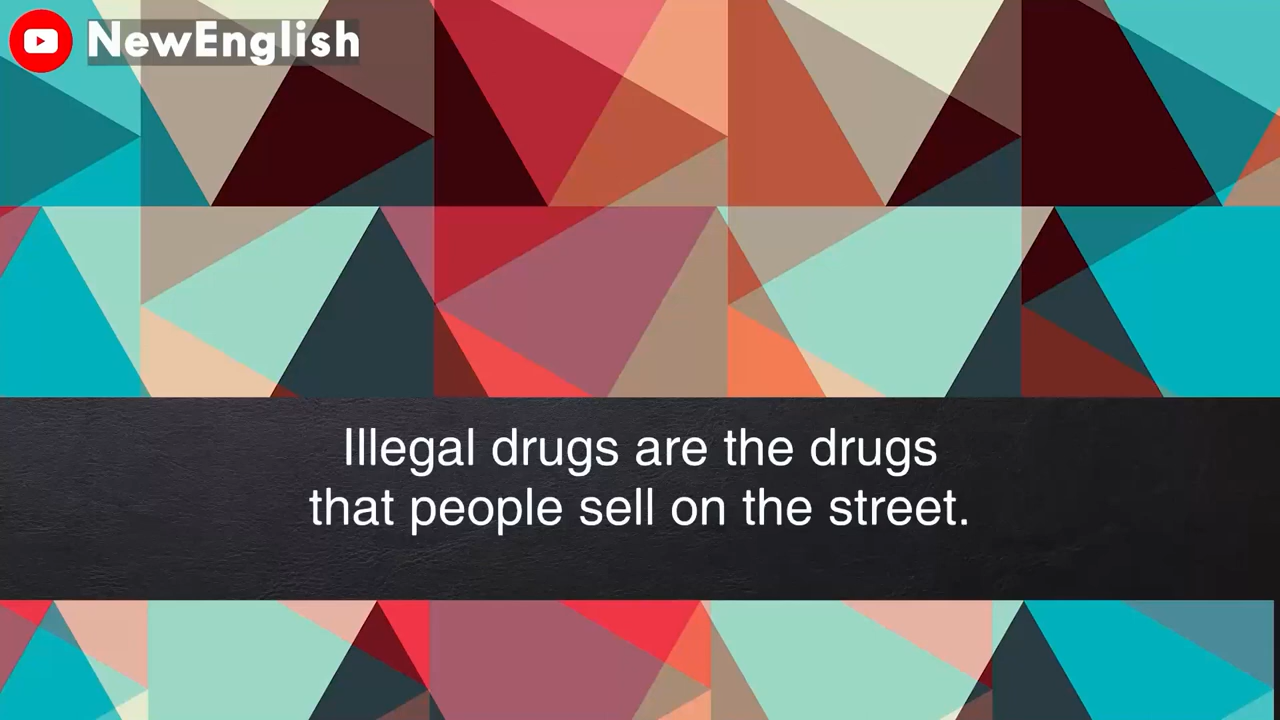 NewEnglish
Illegal drugs are the drugs
that people sell on the street.